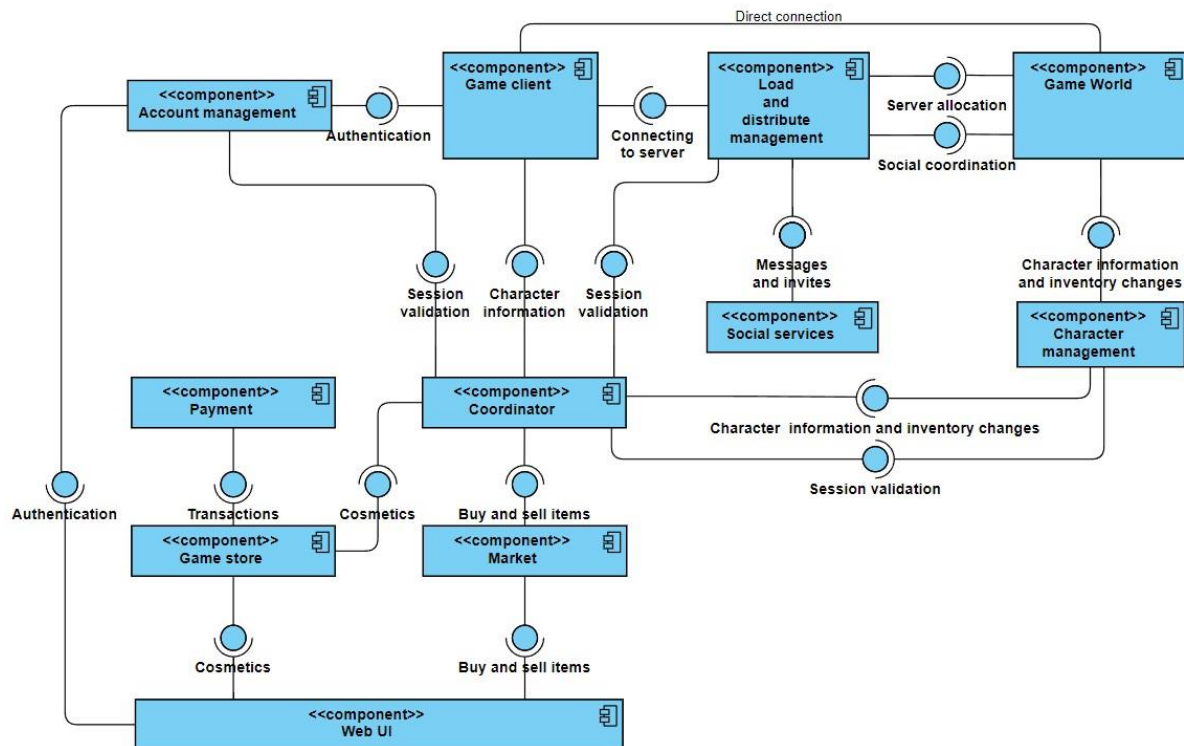 Direct connection
<<component>>
Game client
<<component>>
Load
and
distribute
management
<<component>>
Game World
<<component>>
Account management
Authentication
Connecting
to server
Server allocation
Social coordination
Session
validation
Character
information
Session
validation
Messages
and invites
Character information
and inventory changes
<<component>>
Social services
<<component>>
Character
management
<<component>>
Payment
<<component>>
Coordinator
Character  information and inventory changes
Session validation
Authentication
Transactions
Cosmetics
Buy and sell items
<<component>>
Game store
<<component>>
Market
Cosmetics
Buy and sell items
<<component>>
Web UI